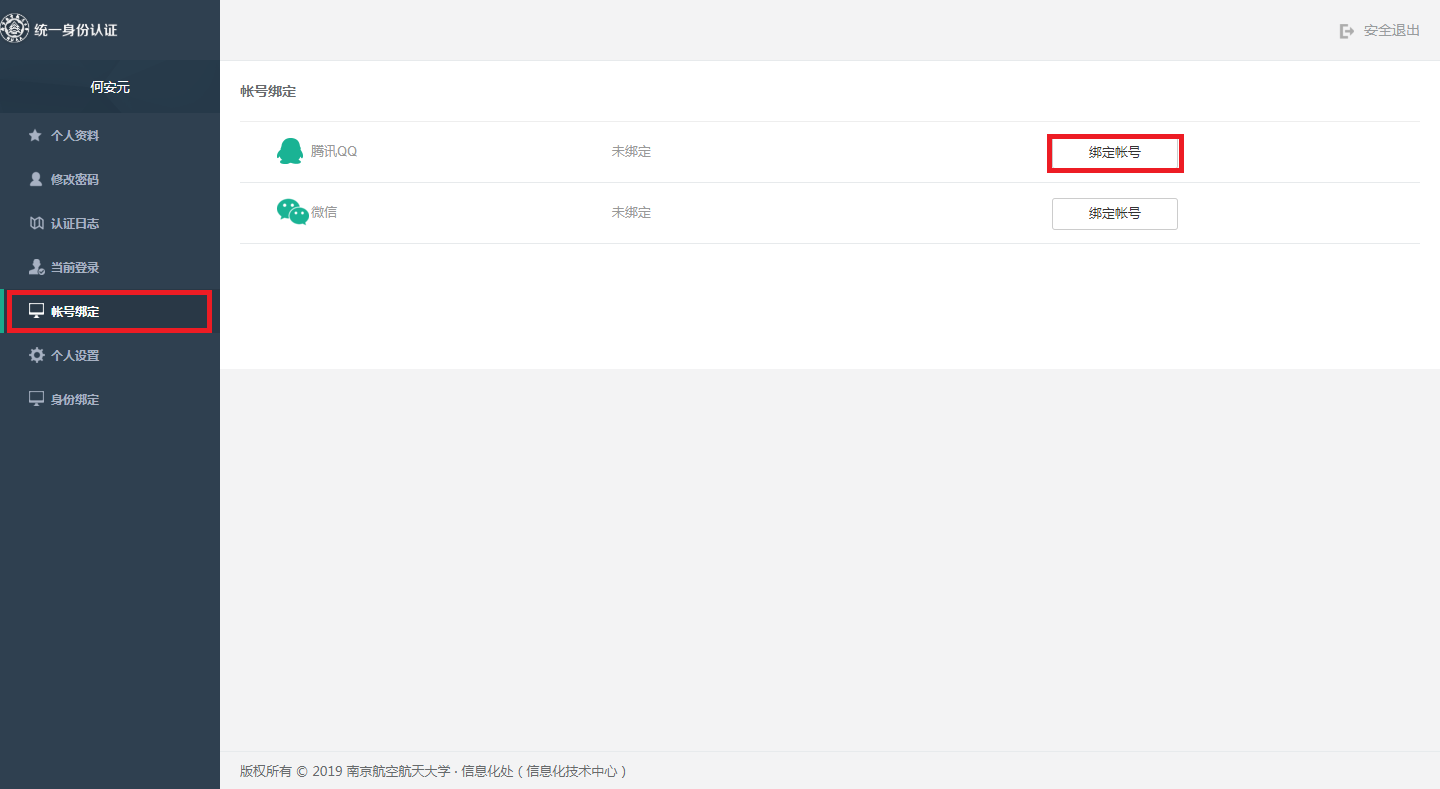 统一身份认证
安全退出
何安元
个人资料
修改密码
认证日志
当前登录
帐号绑定
个人设置
身份绑定
帐号绑定
腾讯QQ 未绑定 绑定帐号
微信 未绑定 绑定帐号
版权所有 © 2019 南京航空航天大学 · 信息化处 ( 信息化技术中心 )